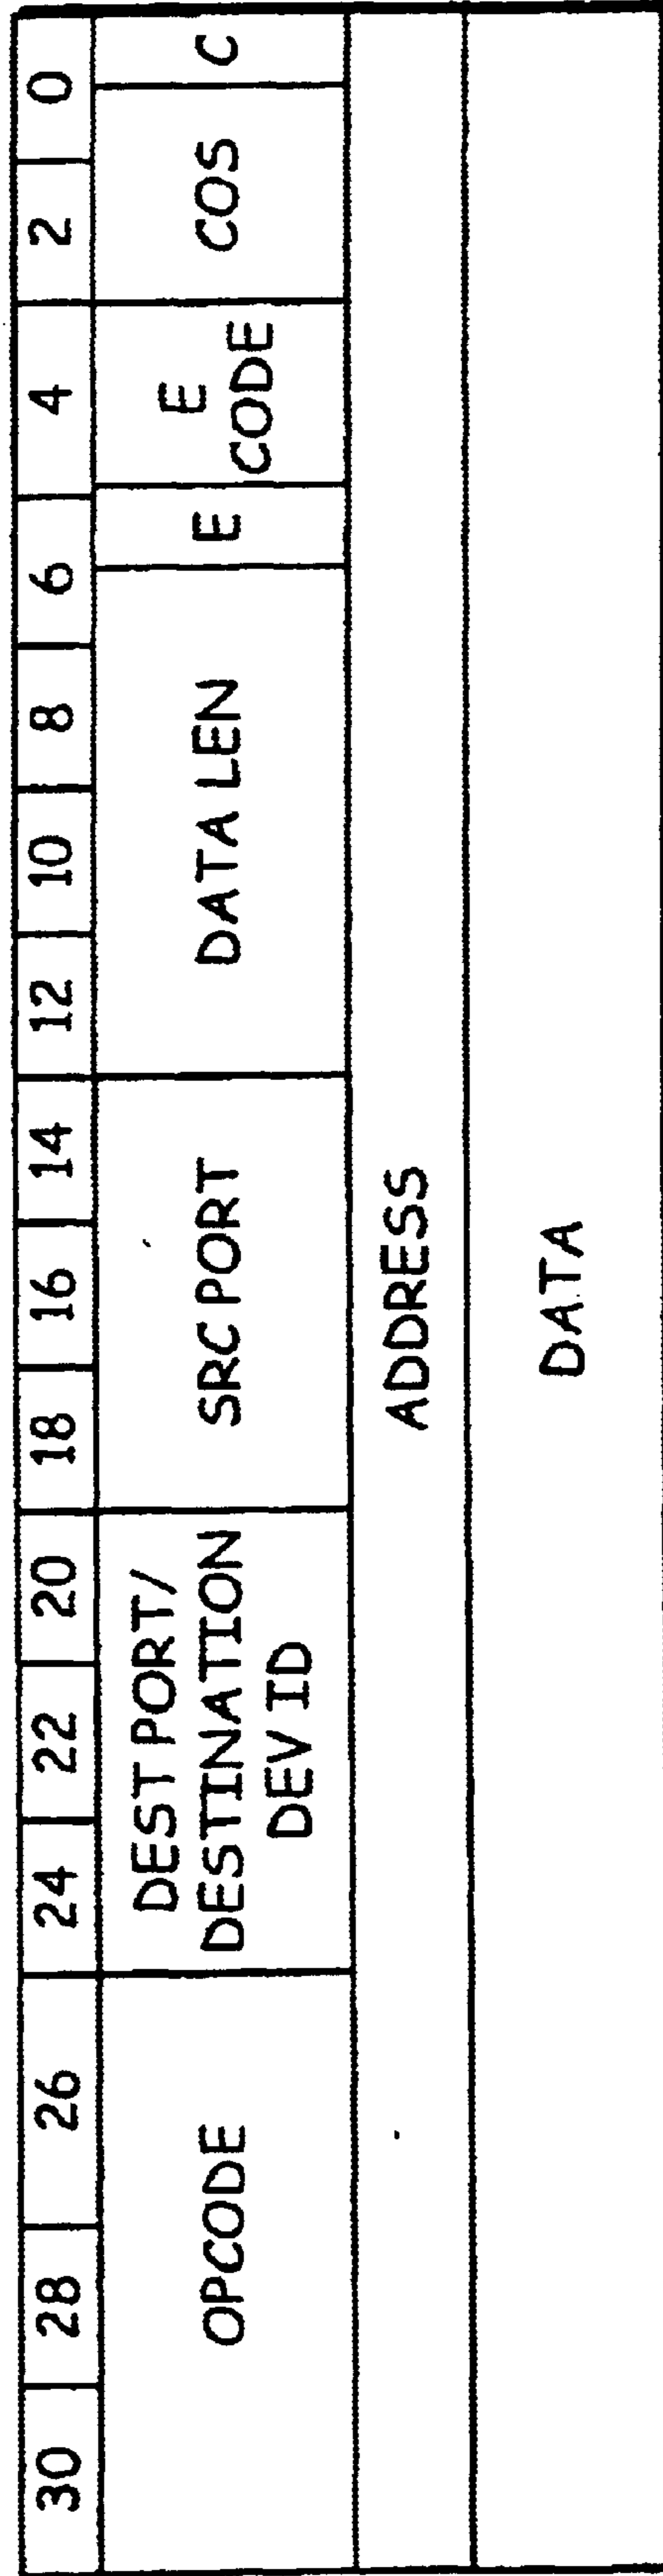 30 28 26 24 22 20 18 16 14 12 10 8 6 4 2 0
OPCODE
DEST PORT/
DESTINATION
DEV ID
SRC PORT
DATA LEN
E
E
CODE
COS
C
ADDRESS
DATA